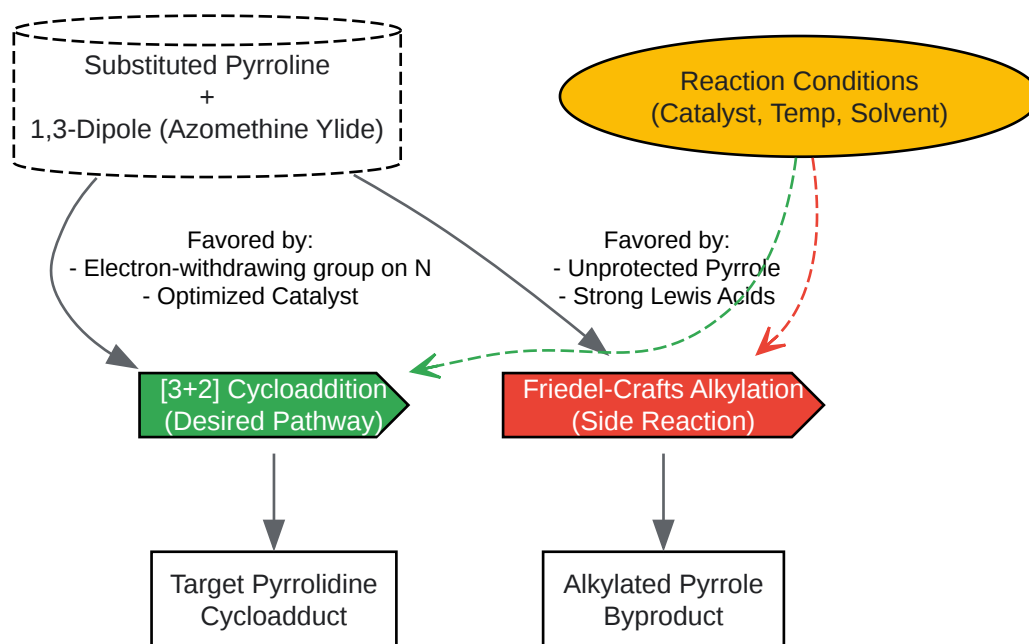 Substituted Pyrroline
+
1,3-Dipole (Azomethine Ylide)
Reaction Conditions
(Catalyst, Temp, Solvent)
Favored by:
- Electron-withdrawing group on N
- Optimized Catalyst
Favored by:
- Unprotected Pyrrole
- Strong Lewis Acids
[3+2] Cycloaddition
(Desired Pathway)
Friedel-Crafts Alkylation
(Side Reaction)
Target Pyrrolidine
Cycloadduct
Alkylated Pyrrole
Byproduct